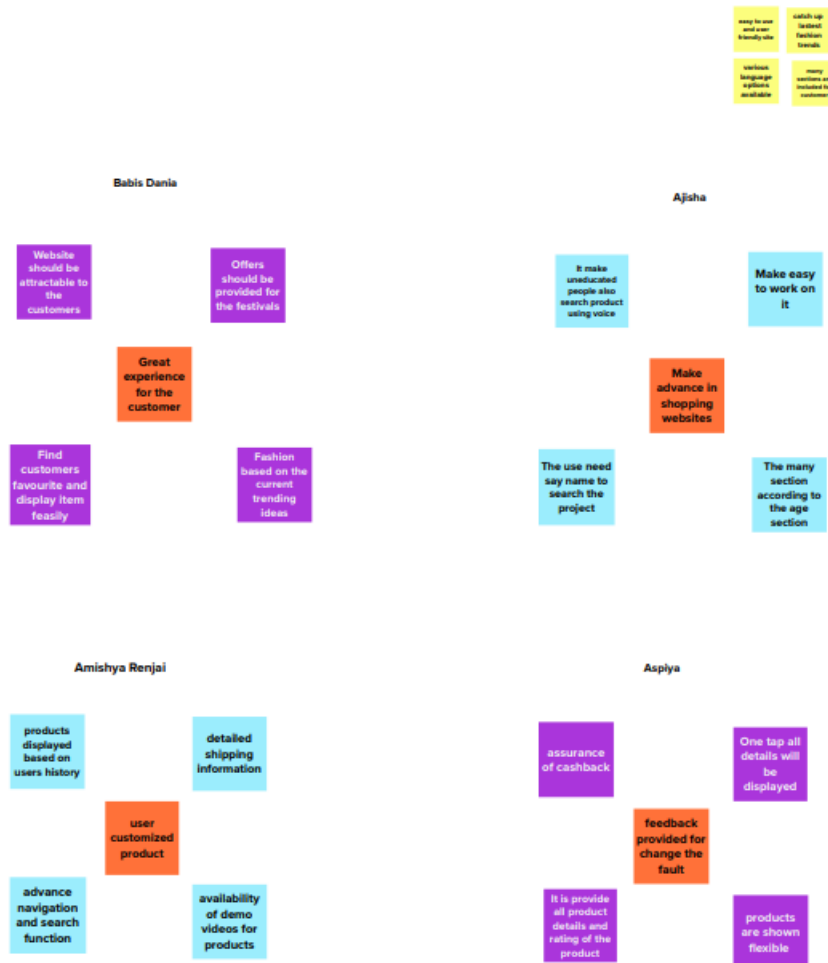 easy to use
and user
friendly site
catch up
lastest
fashion
trends
various
language
options
available
many
sections are
included for
customers
Babis Dania
Website
should be
attractable to
the
customers
Offers
should be
provided for
the festivals
Great
experience
for the
customer
Find
customers
favourite and
display item
feasily
Fashion
based on the
current
trending
ideas
Ajisha
It make
uneducated
people also
search product
using voice
Make easy
to work on
it
Make
advance in
shopping
websites
The use need
say name to
search the
project
The many
section
according to
the age
section
Amishya Renjai
products
displayed
based on
users history
detailed
shipping
information
user
customized
product
advance
navigation
and search
function
availability
of demo
videos for
products
Aspiya
assurance
of cashback
One tap all
details will
be
displayed
feedback
provided for
change the
fault
It is provide
all product
details and
rating of the
product
products
are shown
flexible